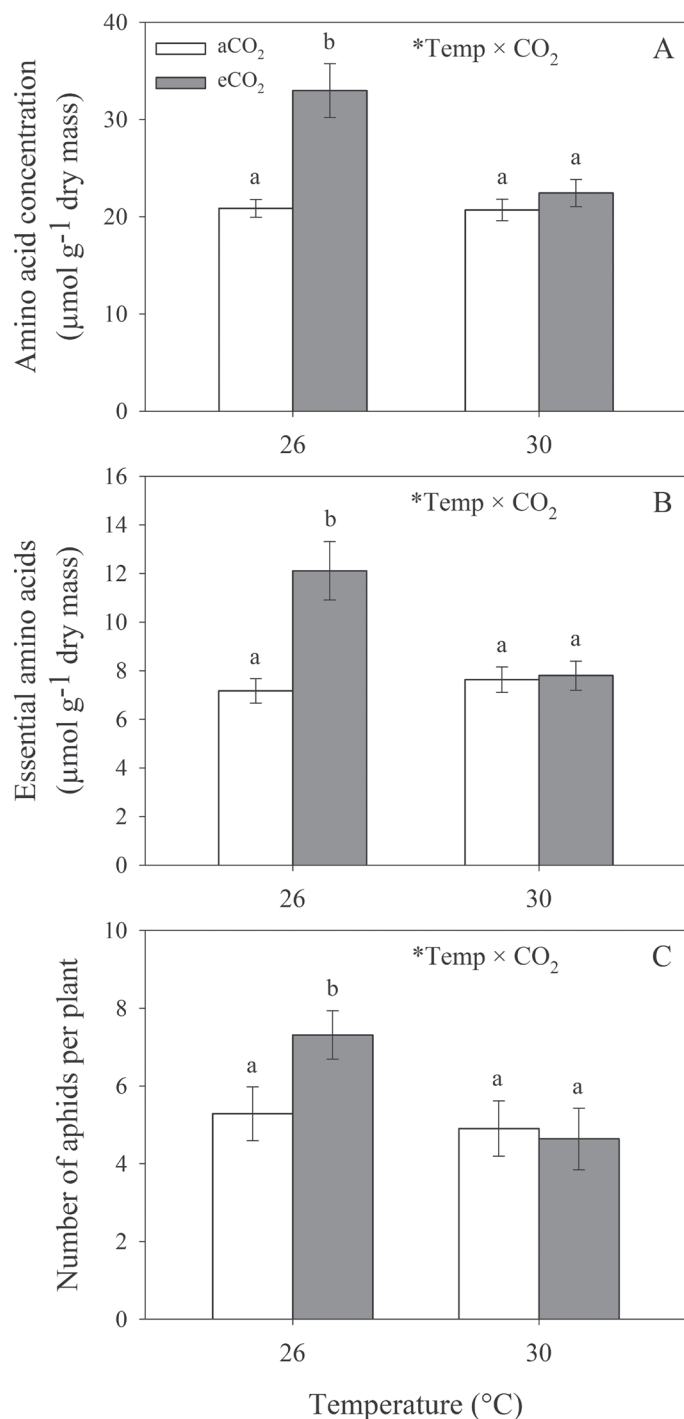 Amino acid concentration
(µmol g-1 dry mass)
40
30
20
10
0
aCO2
eCO2
*Temp × CO2
A
a
b
a
a
26
30
Essential amino acids
(µmol g-1 dry mass)
16
14
12
10
8
6
4
2
0
*Temp × CO2
B
a
b
a
a
26
30
Number of aphids per plant
10
8
6
4
2
0
*Temp × CO2
C
a
b
a
a
26
30
Temperature (°C)